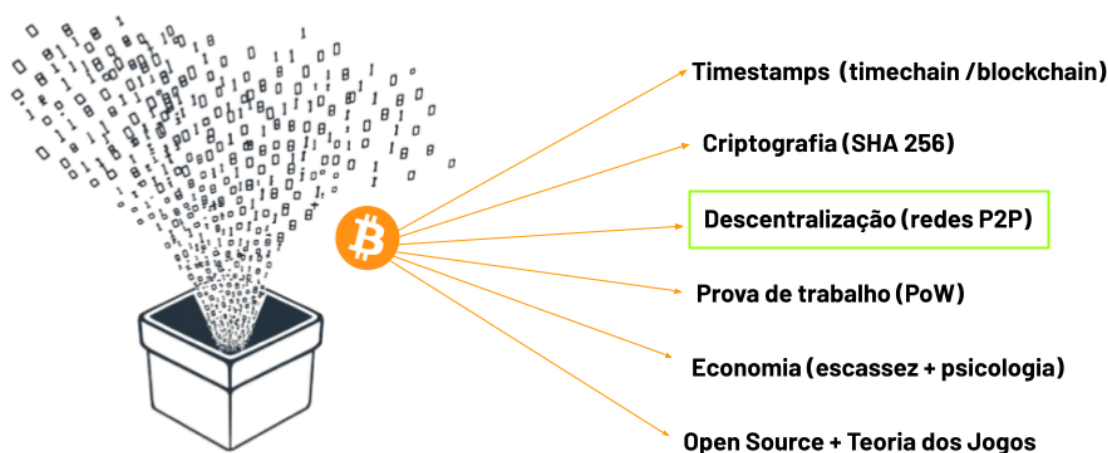 Timestamps (timechain /blockchain)
Criptografia (SHA 256)
Descentralização (redes P2P)
Prova de trabalho (PoW)
Economia (escassez + psicologia)
Open Source + Teoria dos Jogos